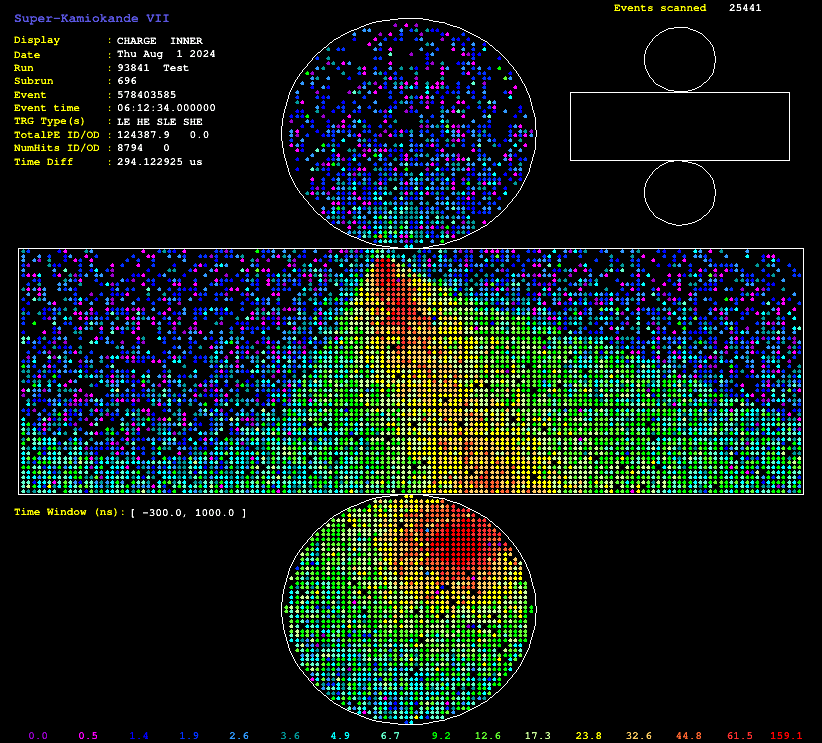 Super-Kamiokande VII
Events scanned 25441
Display : CHARGE INNER
Date : Thu Aug 1 2024
Run : 93841 Test
Subrun : 696
Event : 578403585
Event time : 06:12:34.000000
TRG Type(s) : LE HE SLE SHE
TotalPE ID/OD : 124387.9 0.0
NumHits ID/OD : 8794 0
Time Diff : 294.122925 us
Time Window (ns): [ -300.0, 1000.0 ]
0.0 0.5 1.4 1.9 2.6 3.6 4.9 6.7 9.2 12.6 17.3 23.8 32.6 44.8 61.5 159.1